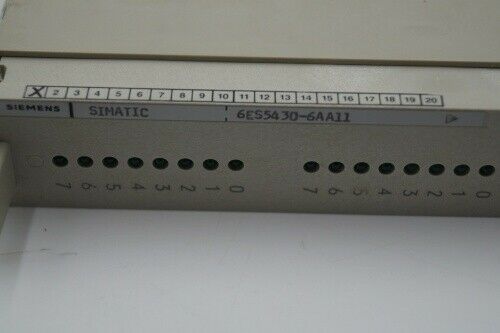 X 2 3 4 5 6 7 8 9 10 11 12 13 14 15 16 17 18 19 20
SIEMENS SIMATIC 6ES5430-6AA11
7 6 5 4 3 2 1 0 7 6 5 4 3 2 1 0